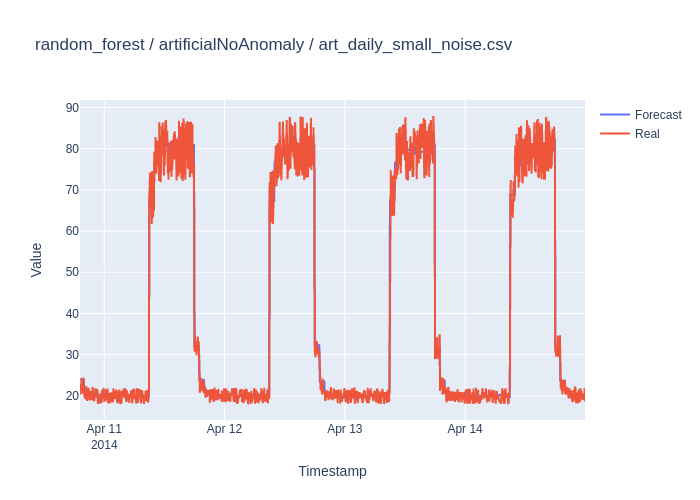 random_forest / artificialNoAnomaly / art_daily_small_noise.csv
Forecast
Real
90
80
70
60
50
40
30
20
Value
Apr 11
2014
Apr 12
Apr 13
Apr 14
Timestamp